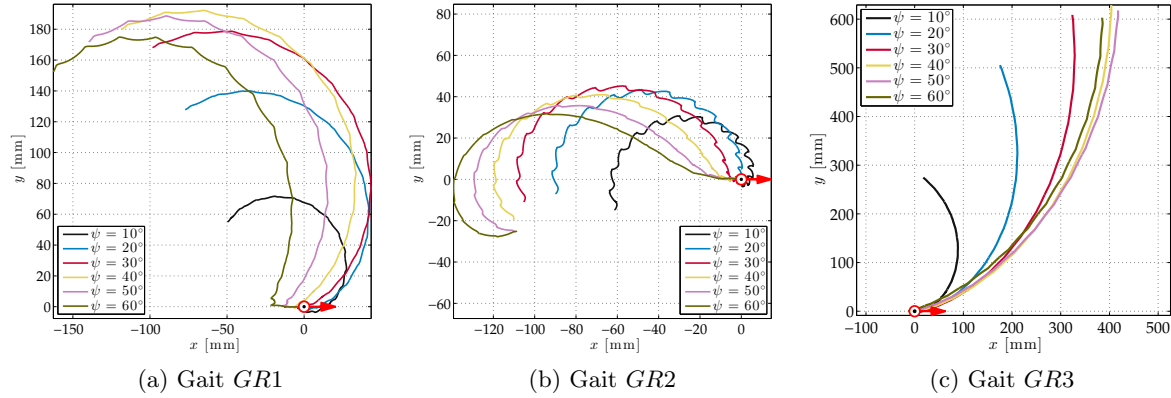 180
160
140
120
100
80
60
40
20
0
y [mm]
ψ = 10°
ψ = 20°
ψ = 30°
ψ = 40°
ψ = 50°
ψ = 60°
−150 −100 −50 0
x [mm]
(a) Gait GR1
80
60
40
20
0
−20
−40
−60
y [mm]
ψ = 10°
ψ = 20°
ψ = 30°
ψ = 40°
ψ = 50°
ψ = 60°
−120 −100 −80 −60 −40 −20 0
x [mm]
(b) Gait GR2
600
500
400
300
200
100
0
y [mm]
ψ = 10°
ψ = 20°
ψ = 30°
ψ = 40°
ψ = 50°
ψ = 60°
−100 0 100 200 300 400 500
x [mm]
(c) Gait GR3